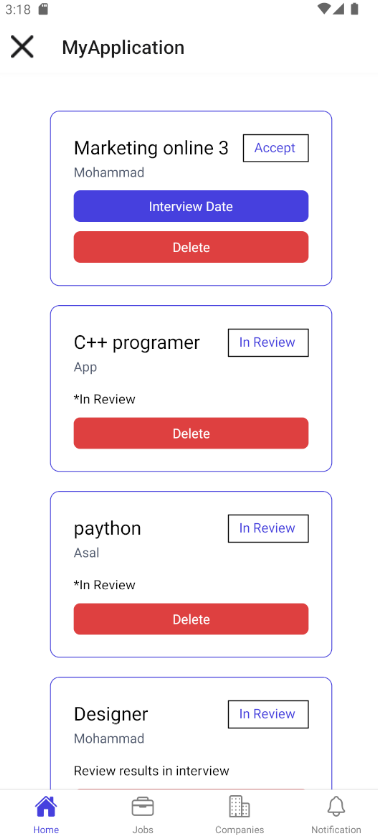 3:18
MyApplication
Marketing online 3
Accept
Mohammad
Interview Date
Delete
C++ programer
In Review
App
*In Review
Delete
paython
In Review
Asal
*In Review
Delete
Designer
In Review
Mohammad
Review results in interview
Home
Jobs
Companies
Notification